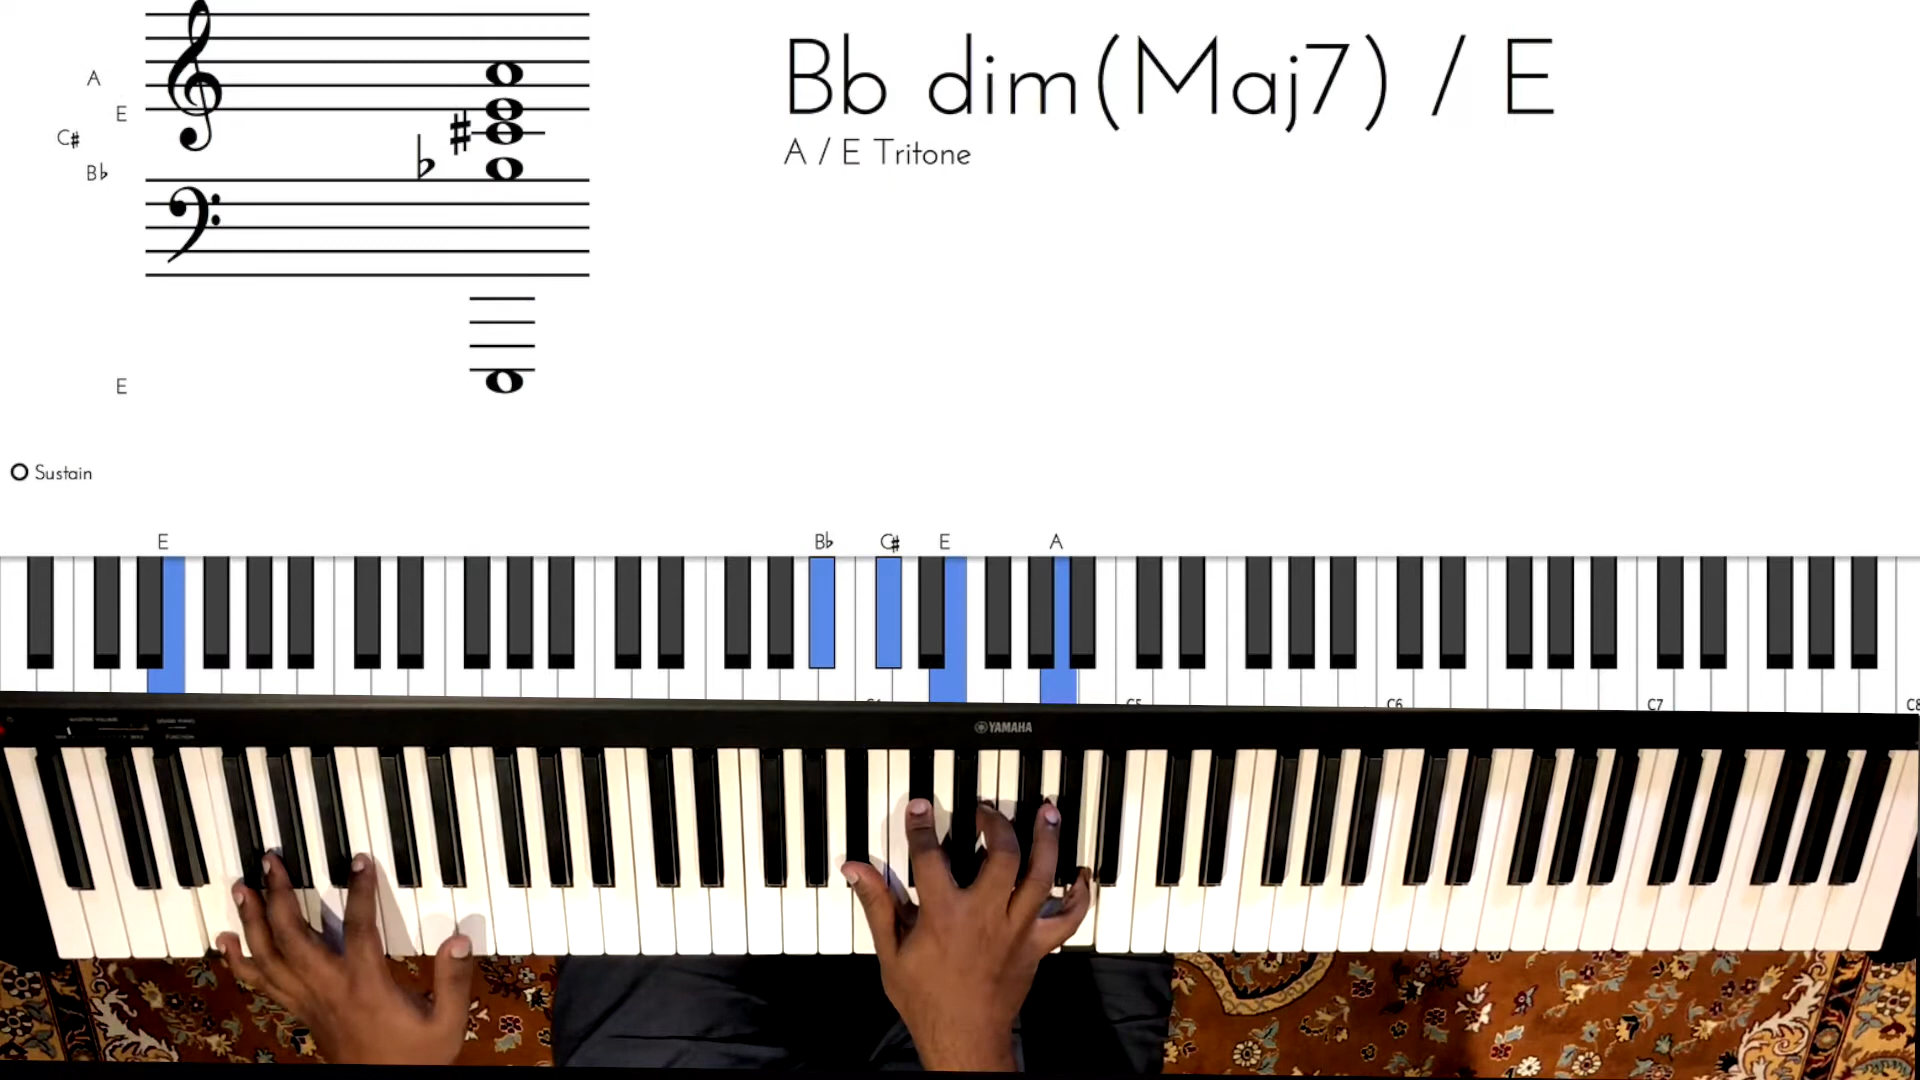 Bb dim(Maj7) / E
A / E Tritone
A
E
C♯
B♭
E
Sustain
E B♭ C♯ E A
C5 C6 C7 C8
YAMAHA